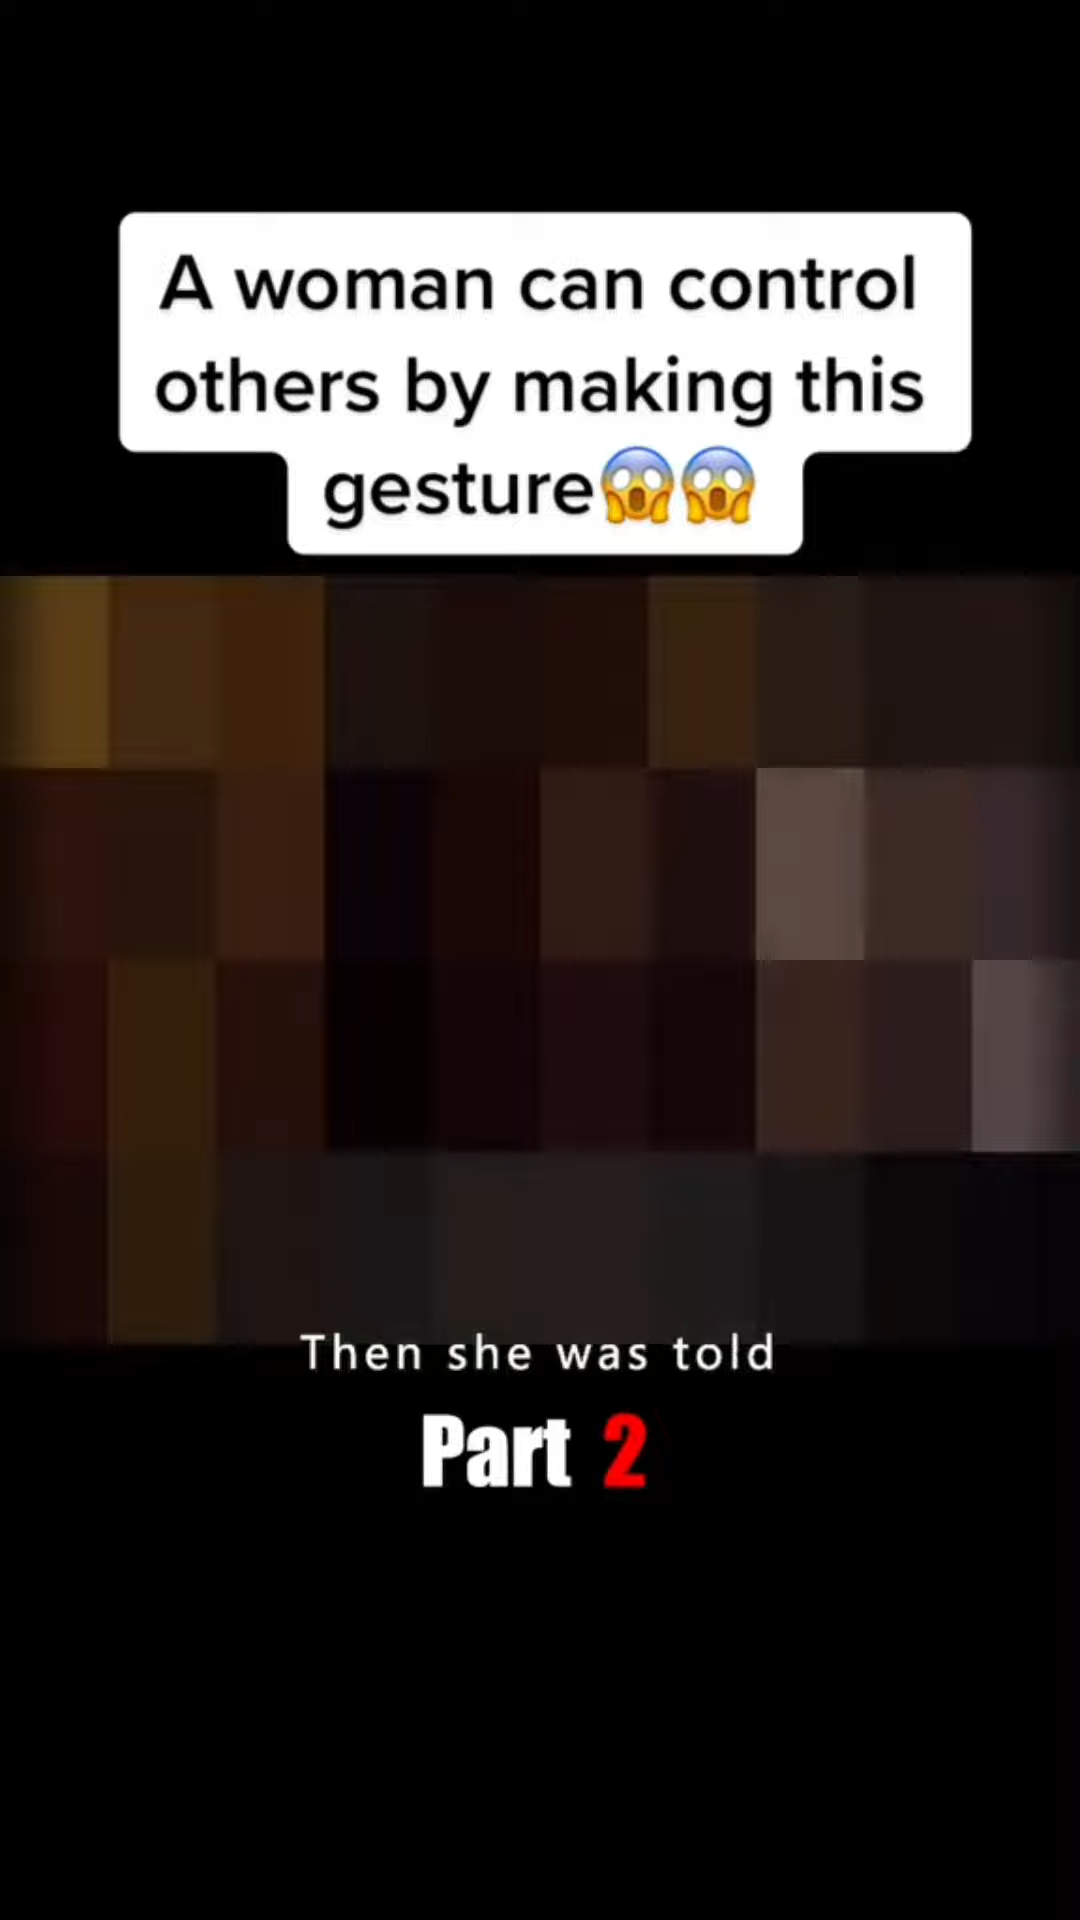 A woman can control
others by making this
gesture😱😱
Then she was told
Part 2